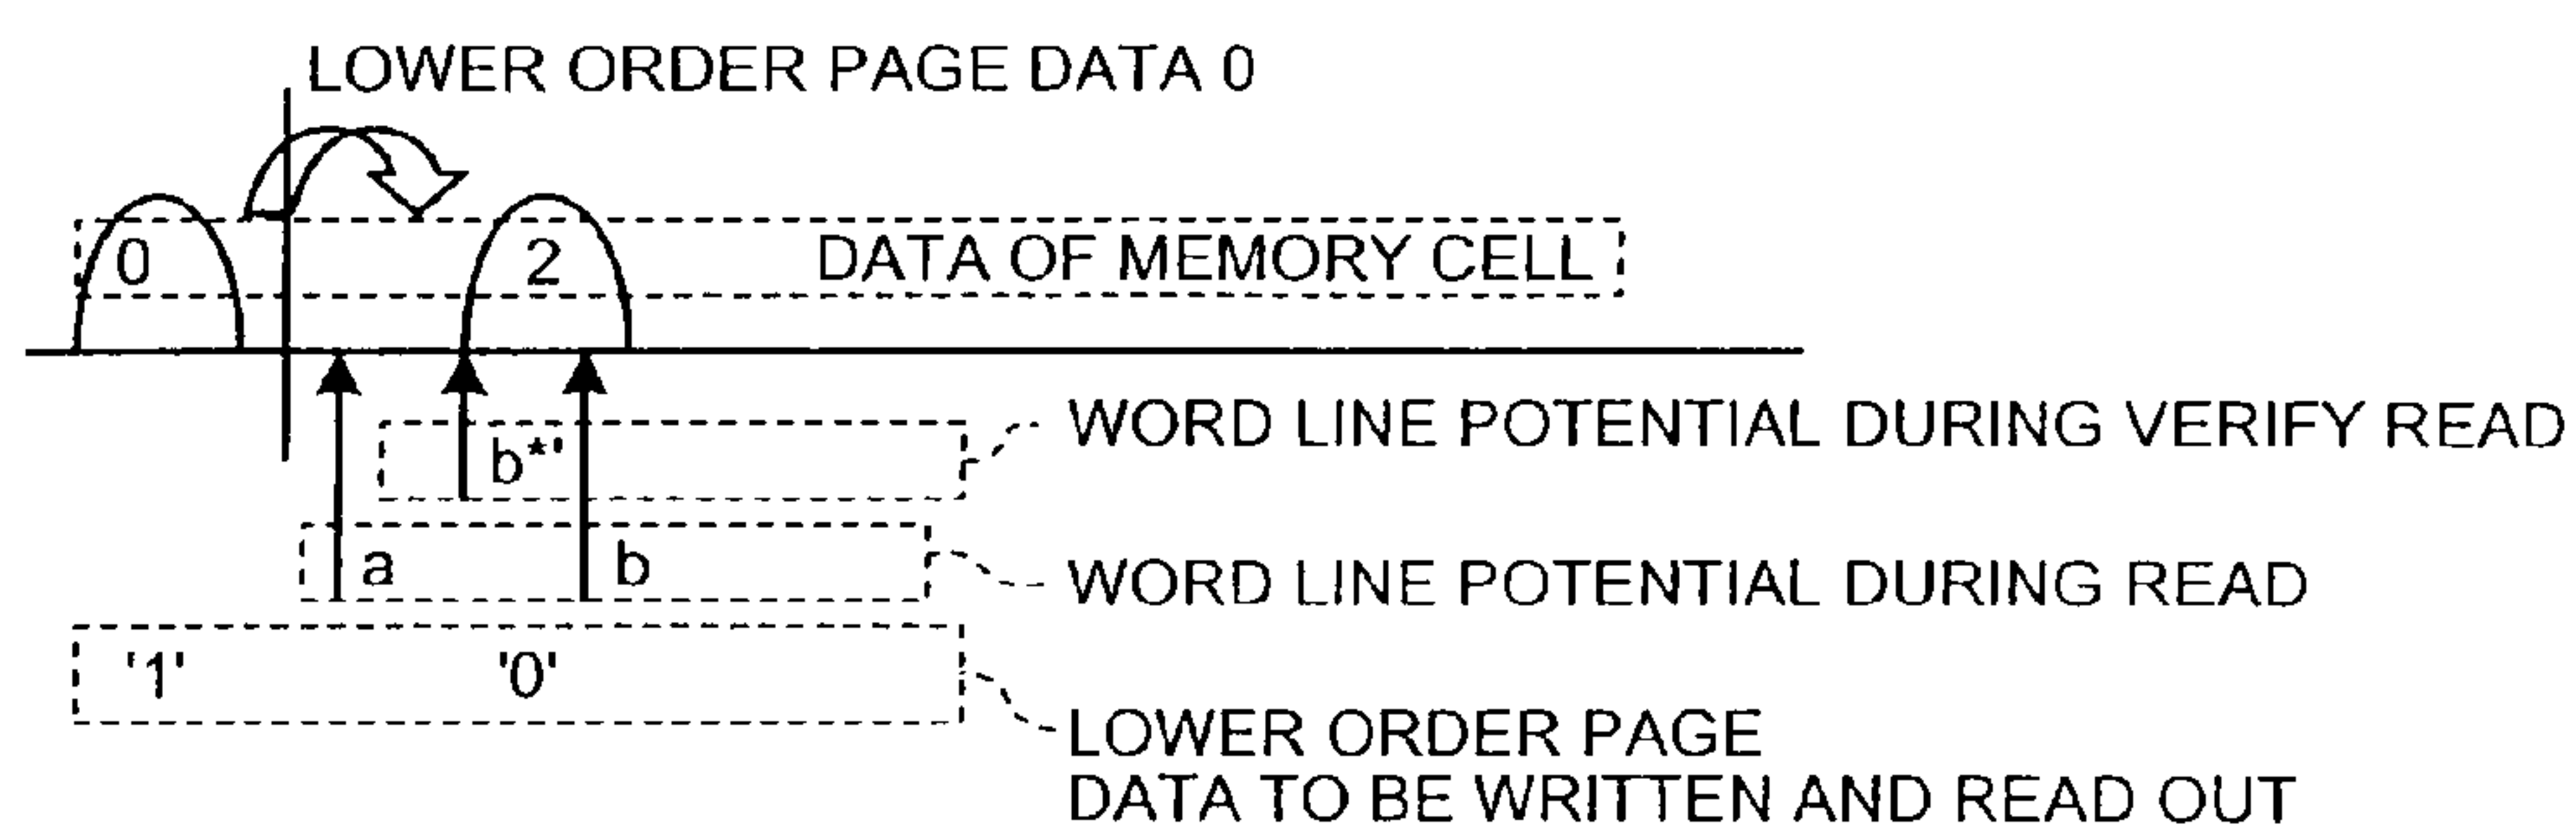 LOWER ORDER PAGE DATA 0
0 2 DATA OF MEMORY CELL
WORD LINE POTENTIAL DURING VERIFY READ
b*'
a b WORD LINE POTENTIAL DURING READ
'1' '0'
LOWER ORDER PAGE
DATA TO BE WRITTEN AND READ OUT